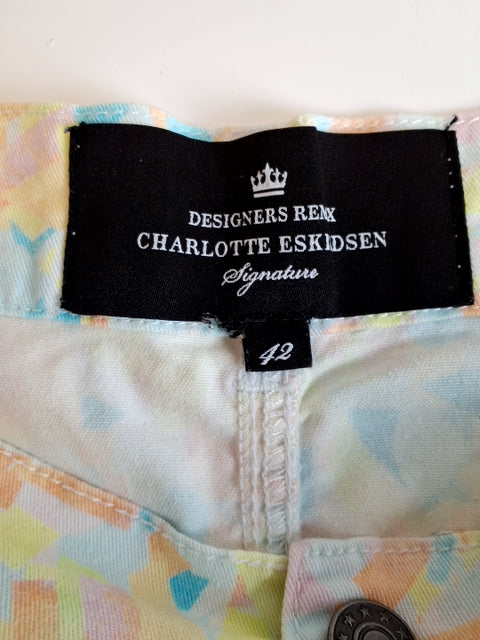 DESIGNERS REMIX
CHARLOTTE ESKILDSEN
Signature
42